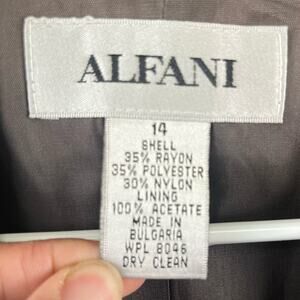 ALFANI
14
SHELL
35% RAYON
35% POLYESTER
30% NYLON
LINING
100% ACETATE
MADE IN
BULGARIA
WPL 8046
DRY CLEAN